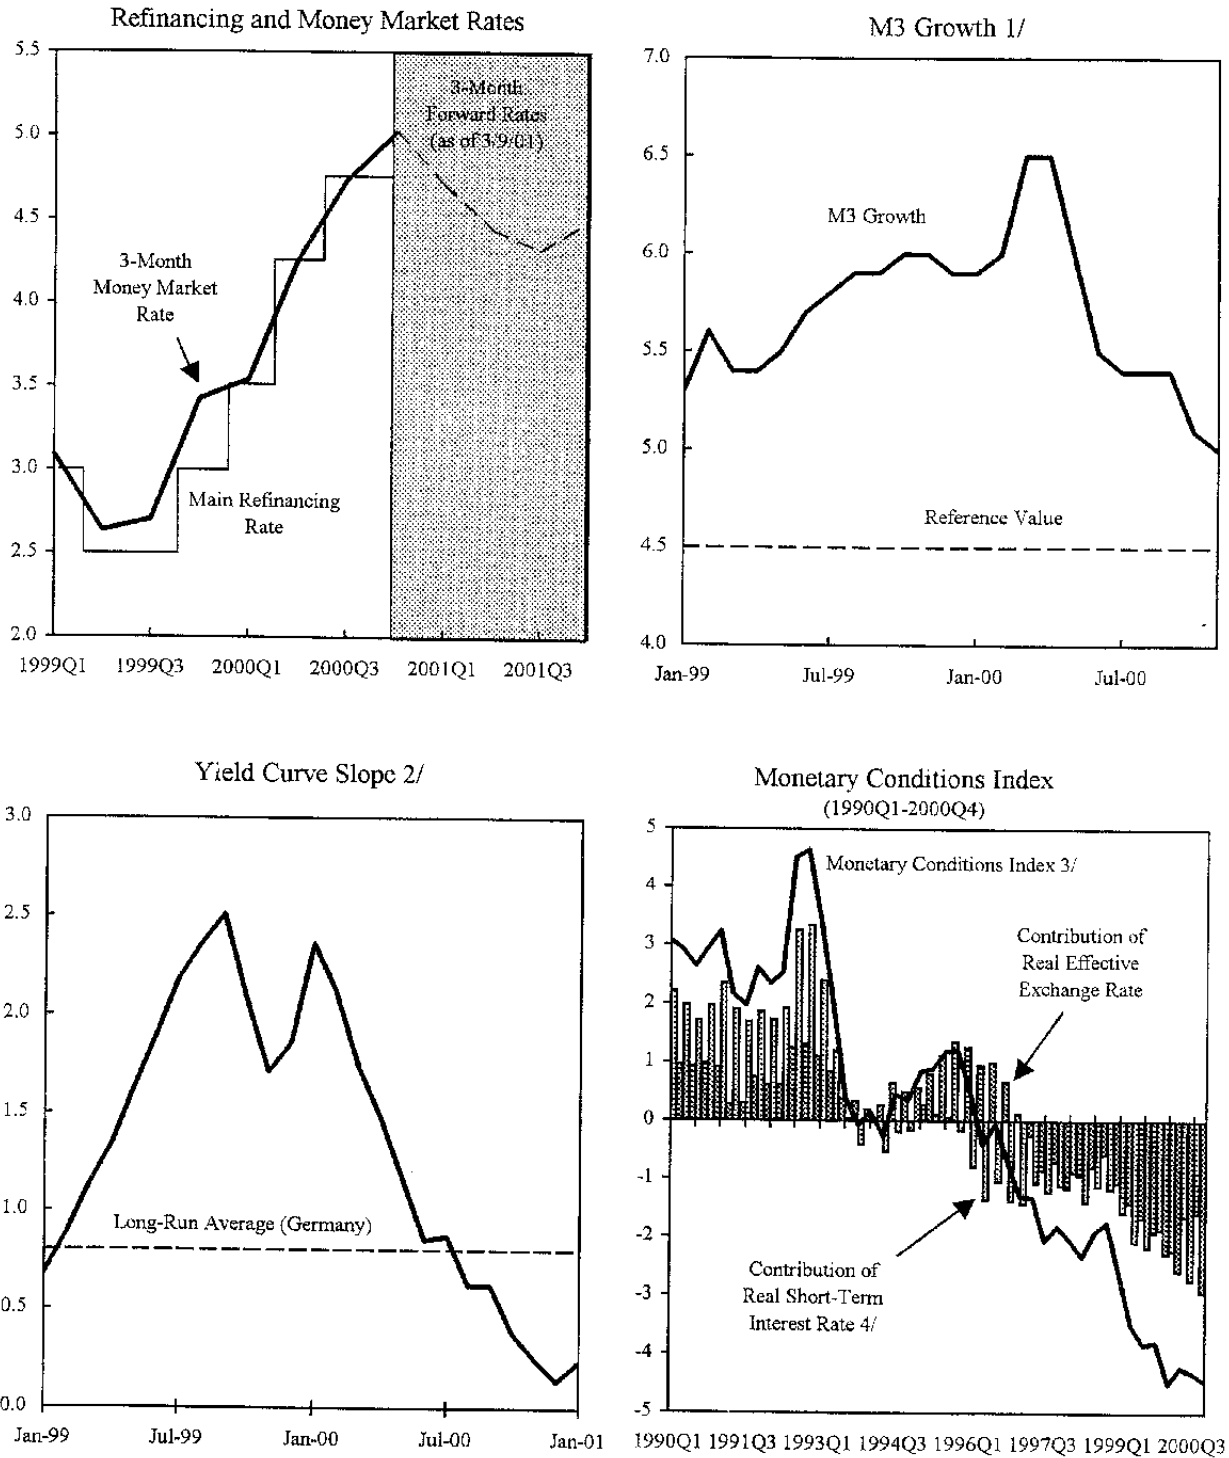 Refinancing and Money Market Rates
5.5
5.0
4.5
4.0
3.5
3.0
2.5
2.0
3-Month
Forward Rates
(as of 3/9/01)
3-Month
Money Market
Rate
Main Refinancing
Rate
1999Q1 1999Q3 2000Q1 2000Q3 2001Q1 2001Q3
M3 Growth 1/
7.0
6.5
6.0
5.5
5.0
4.5
4.0
M3 Growth
Reference Value
Jan-99 Jul-99 Jan-00 Jul-00
Yield Curve Slope 2/
3.0
2.5
2.0
1.5
1.0
0.5
0.0
Long-Run Average (Germany)
Jan-99 Jul-99 Jan-00 Jul-00 Jan-01
Monetary Conditions Index
(1990Q1-2000Q4)
5
4
3
2
1
0
-1
-2
-3
-4
-5
Monetary Conditions Index 3/
Contribution of
Real Effective
Exchange Rate
Contribution of
Real Short-Term
Interest Rate 4/
1990Q1 1991Q3 1993Q1 1994Q3 1996Q1 1997Q3 1999Q1 2000Q3